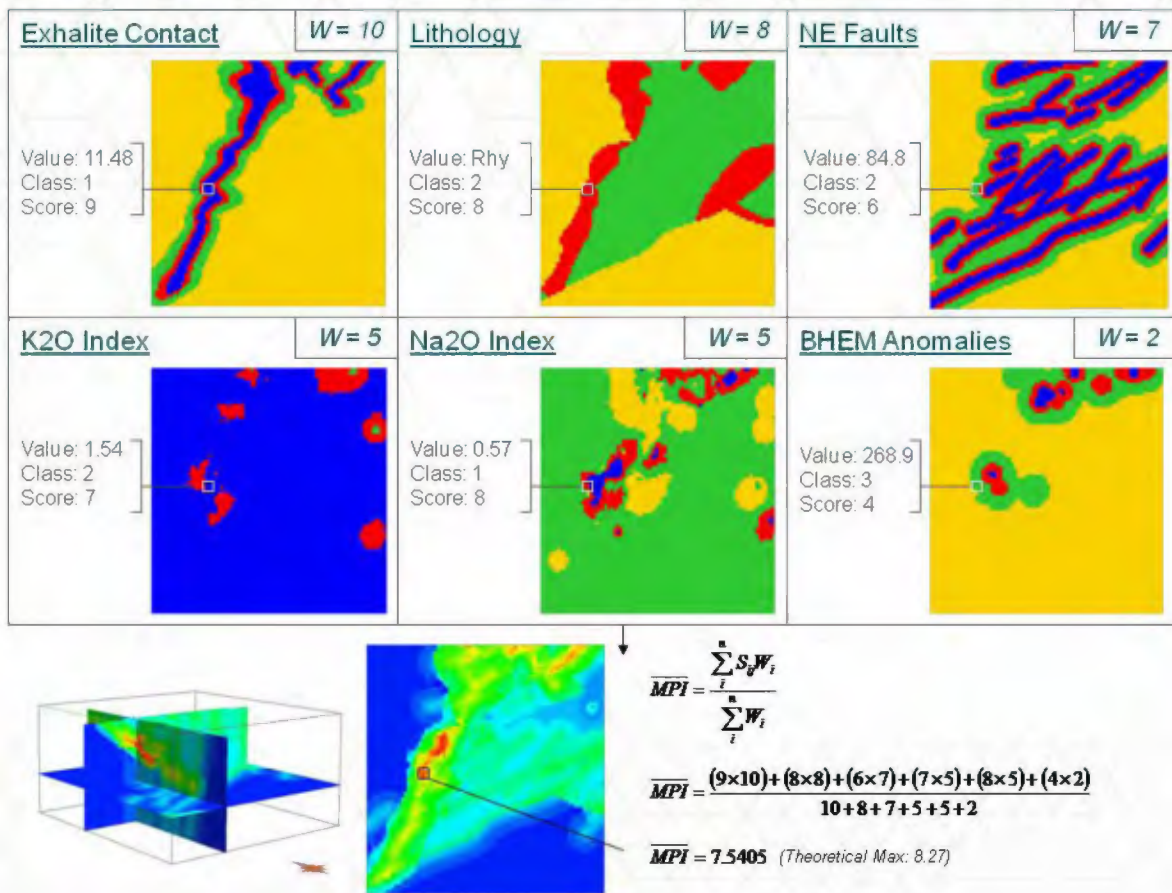 Exhalite Contact
W = 10
Value: 11.48
Class: 1
Score: 9
Lithology
W = 8
Value: Rhy
Class: 2
Score: 8
NE Faults
W = 7
Value: 84.8
Class: 2
Score: 6
K2O Index
W = 5
Value: 1.54
Class: 2
Score: 7
Na2O Index
W = 5
Value: 0.57
Class: 1
Score: 8
BHEM Anomalies
W = 2
Value: 268.9
Class: 3
Score: 4
MPI = n ∑ i S_ij W_i / n ∑ i W_i
MPI = (9×10)+(8×8)+(6×7)+(7×5)+(8×5)+(4×2) / 10+8+7+5+5+2
MPI = 7.5405 (Theoretical Max: 8.27)